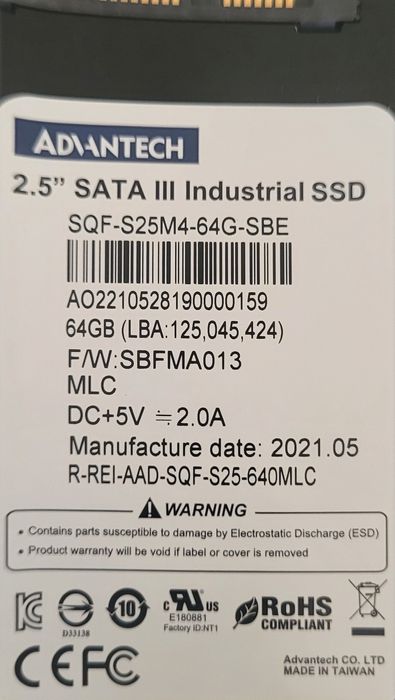 ADVANTECH
2.5" SATA III Industrial SSD
SQF-S25M4-64G-SBE
AO2210528190000159
64GB (LBA:125,045,424)
F/W:SBFMA013
MLC
DC+5V ≒ 2.0A
Manufacture date: 2021.05
R-REI-AAD-SQF-S25-640MLC
WARNING
• Contains parts susceptible to damage by Electrostatic Discharge (ESD)
• Product warranty will be void if label or cover is removed
D33138
10
c RU US
E180881
Factory ID:NT1
RoHS
COMPLIANT
CE FC
Advantech CO. LTD
MADE IN TAIWAN